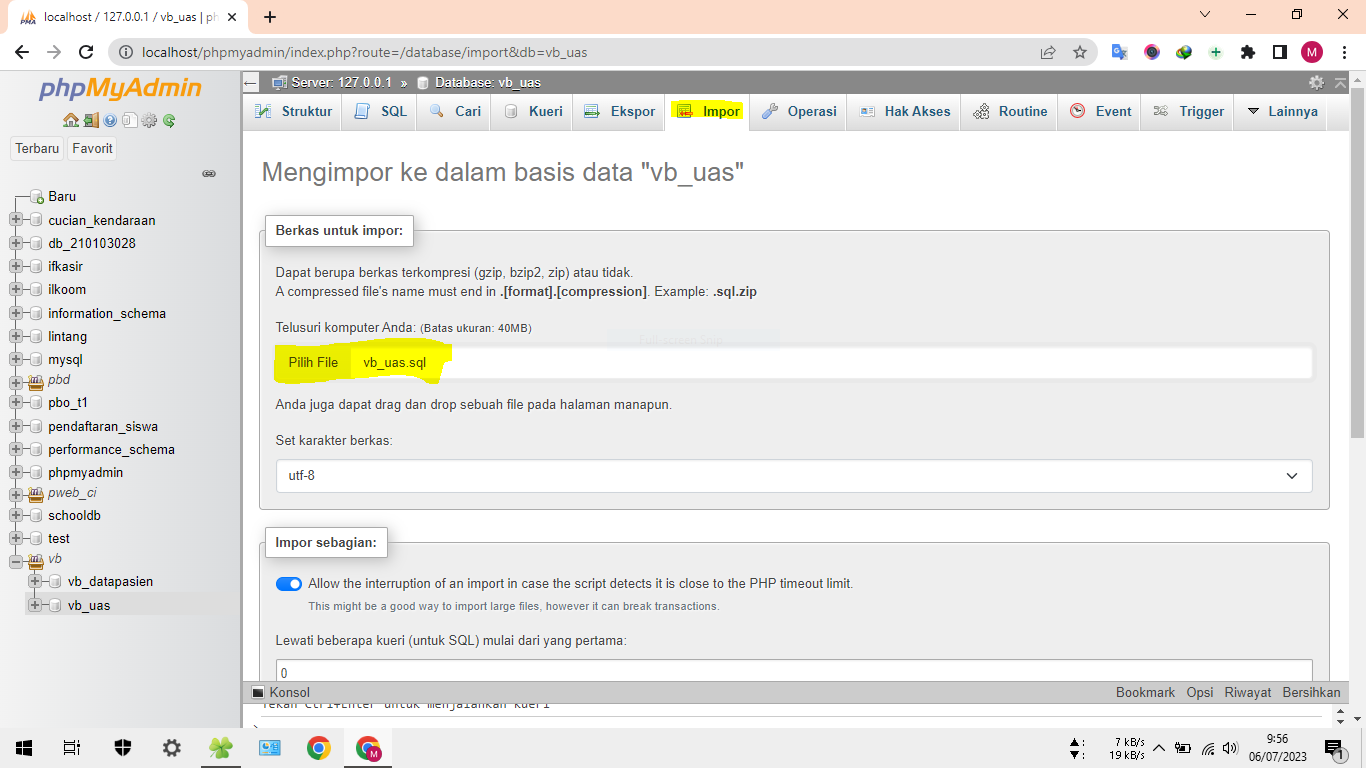 localhost / 127.0.0.1 / vb_uas | ph
localhost/phpmyadmin/index.php?route=/database/import&db=vb_uas
M
phpMyAdmin
Terbaru
Favorit
Baru
cucian_kendaraan
db_210103028
ifkasir
ilkoom
information_schema
lintang
mysql
pbd
pbo_t1
pendaftaran_siswa
performance_schema
phpmyadmin
pweb_ci
schooldb
test
vb
vb_datapasien
vb_uas
Server: 127.0.0.1 » Database: vb_uas
Struktur SQL Cari Kueri Ekspor Impor Operasi Hak Akses Routine Event Trigger Lainnya
Mengimpor ke dalam basis data "vb_uas"
Berkas untuk impor:
Dapat berupa berkas terkompresi (gzip, bzip2, zip) atau tidak.
A compressed file's name must end in .[format].[compression]. Example: .sql.zip
Telusuri komputer Anda: (Batas ukuran: 40MB)
Pilih File vb_uas.sql
Anda juga dapat drag dan drop sebuah file pada halaman manapun.
Set karakter berkas:
utf-8
Impor sebagian:
Allow the interruption of an import in case the script detects it is close to the PHP timeout limit.
This might be a good way to import large files, however it can break transactions.
Lewati beberapa kueri (untuk SQL) mulai dari yang pertama:
0
Konsol Bookmark Opsi Riwayat Bersihkan
Tekan Ctrl+Enter untuk menjalankan kueri
>
7 kB/s
19 kB/s
9:56
06/07/2023
1
M